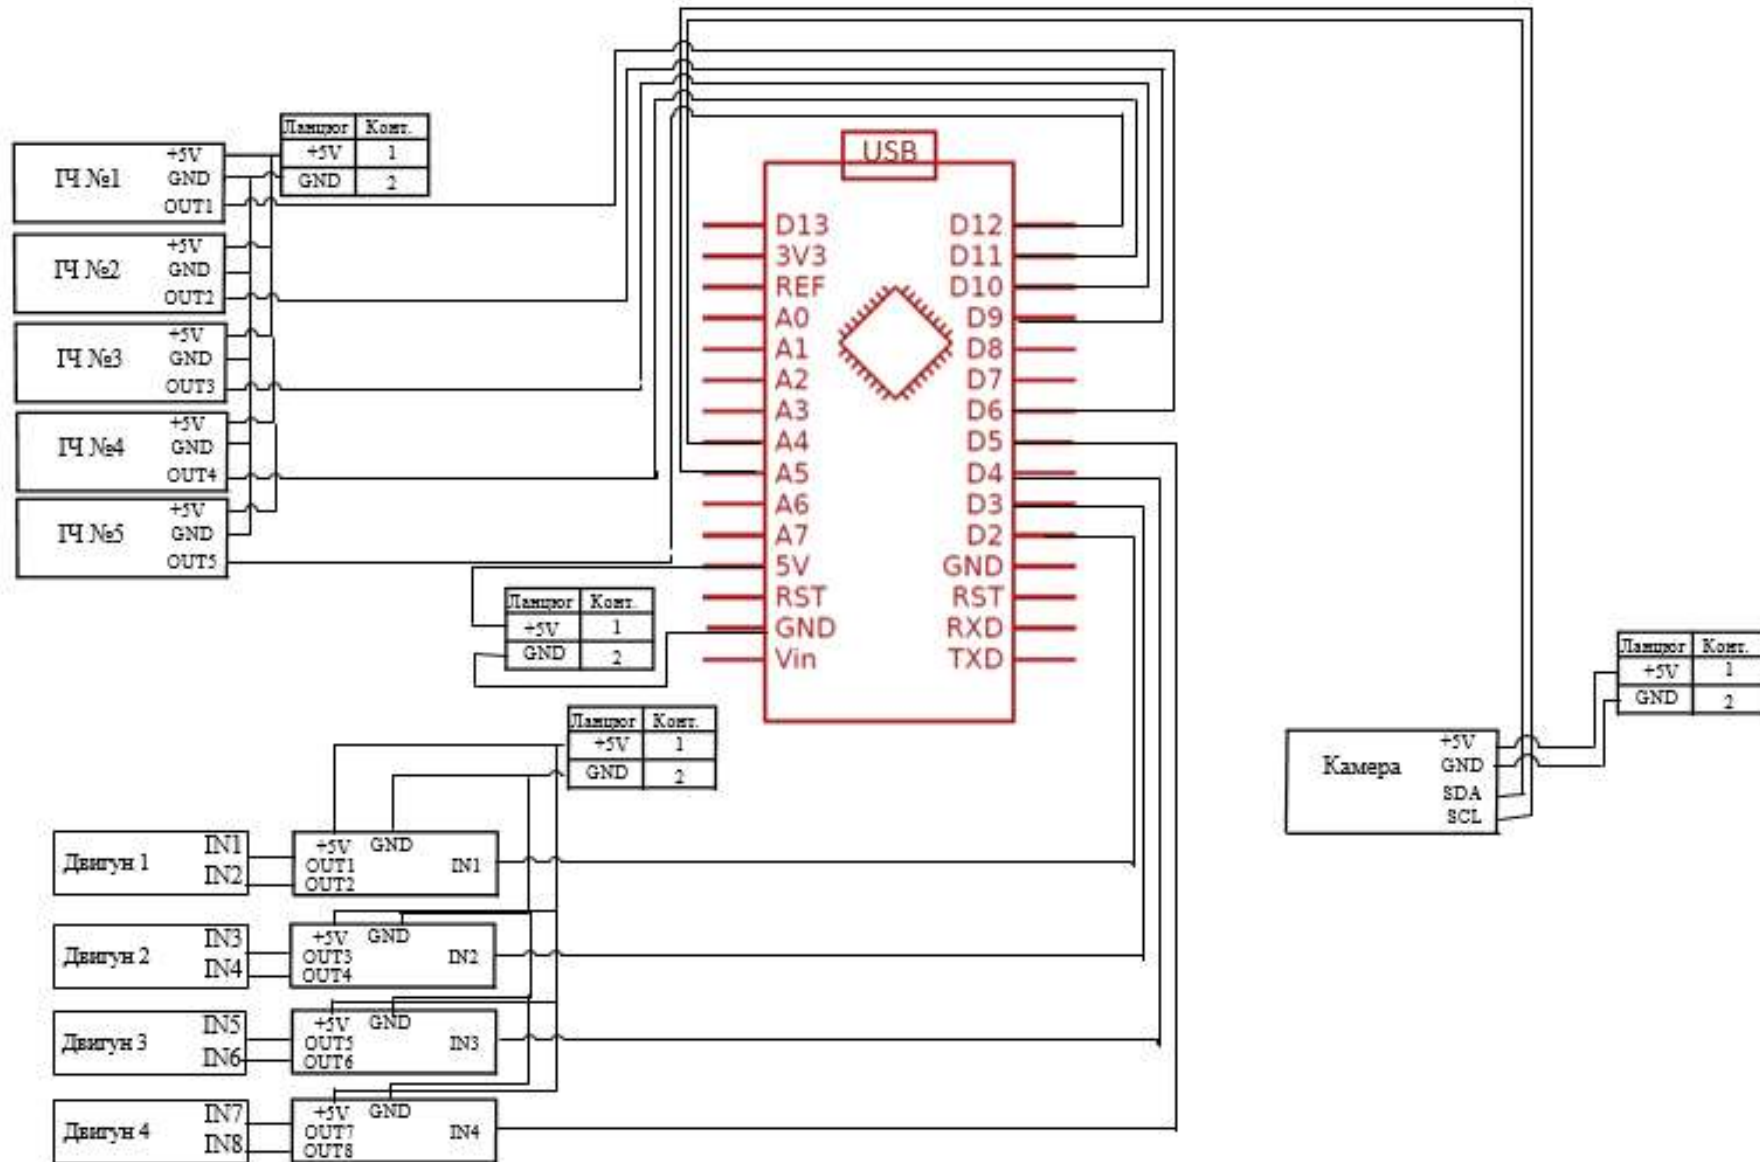 Ланцюг Конт.
+5V 1
GND 2
ІЧ №1
+5V
GND
OUT1
ІЧ №2
+5V
GND
OUT2
ІЧ №3
+5V
GND
OUT3
ІЧ №4
+5V
GND
OUT4
ІЧ №5
+5V
GND
OUT5
USB
D13 D12
3V3 D11
REF D10
A0 D9
A1 D8
A2 D7
A3 D6
A4 D5
A5 D4
A6 D3
A7 D2
5V GND
RST RST
GND RXD
Vin TXD
Ланцюг Конт.
+5V 1
GND 2
Ланцюг Конт.
+5V 1
GND 2
Ланцюг Конт.
+5V 1
GND 2
Камера
+5V
GND
SDA
SCL
Двигун 1
IN1
IN2
+5V GND
OUT1
OUT2
IN1
Двигун 2
IN3
IN4
+5V GND
OUT3
OUT4
IN2
Двигун 3
IN5
IN6
+5V GND
OUT5
OUT6
IN3
Двигун 4
IN7
IN8
+5V GND
OUT7
OUT8
IN4